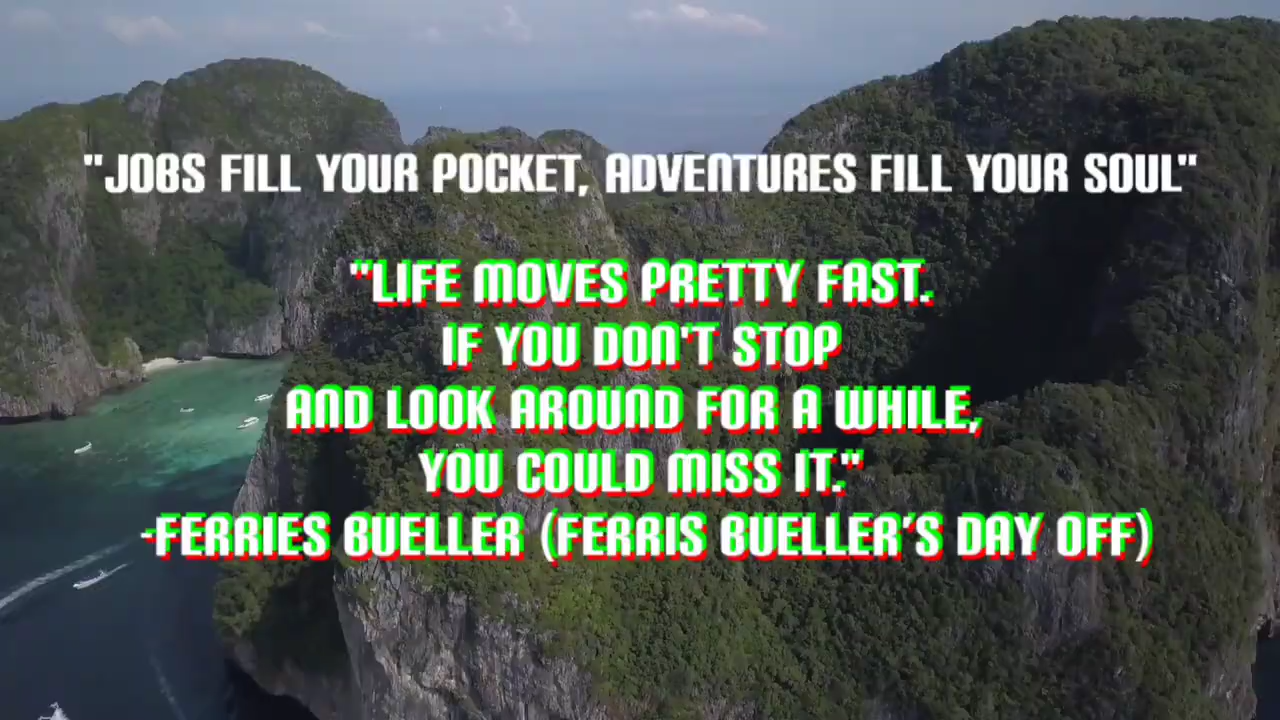 "JOBS FILL YOUR POCKET, ADVENTURES FILL YOUR SOUL"
"LIFE MOVES PRETTY FAST.
IF YOU DON'T STOP
AND LOOK AROUND FOR A WHILE,
YOU COULD MISS IT."
-FERRIES BUELLER (FERRIS BUELLER'S DAY OFF)